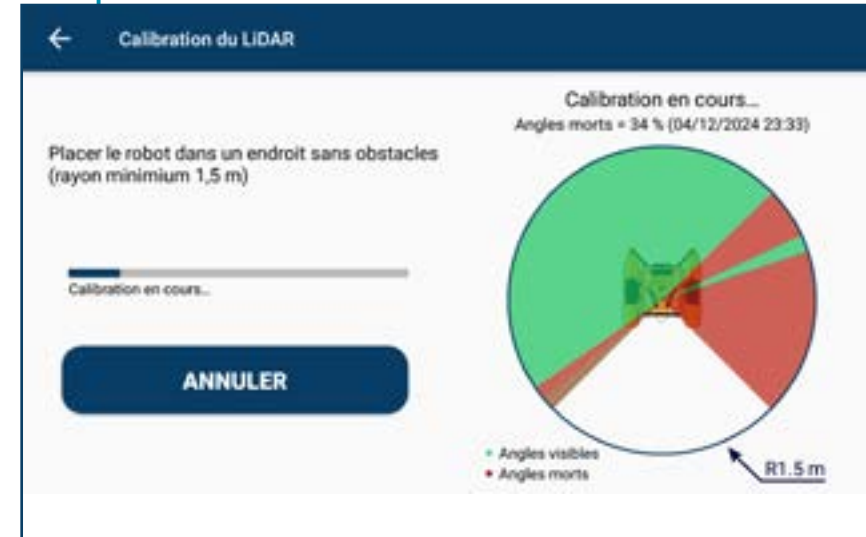 Calibration du LiDAR
Calibration en cours...
Angles morts = 34 % (04/12/2024 23:33)
Placer le robot dans un endroit sans obstacles
(rayon minimium 1,5 m)
Calibration en cours...
ANNULER
Angles visibles
Angles morts
R1.5 m